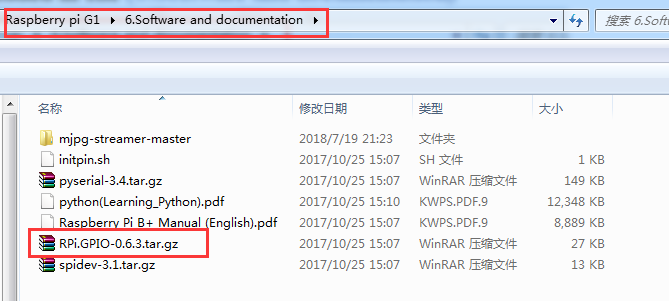 Raspberry pi G1 ▸ 6.Software and documentation ▸
搜索 6.Soft
名称 修改日期 类型 大小
mjpg-streamer-master 2018/7/19 21:23 文件夹
initpin.sh 2017/10/25 15:07 SH 文件 1 KB
pyserial-3.4.tar.gz 2017/10/25 15:07 WinRAR 压缩文件 149 KB
python(Learning_Python).pdf 2017/10/25 15:07 KWPS.PDF.9 12,348 KB
Raspberry Pi B+ Manual (English).pdf 2017/10/25 15:07 KWPS.PDF.9 8,889 KB
RPi.GPIO-0.6.3.tar.gz 2017/10/25 15:07 WinRAR 压缩文件 27 KB
spidev-3.1.tar.gz 2017/10/25 15:07 WinRAR 压缩文件 13 KB